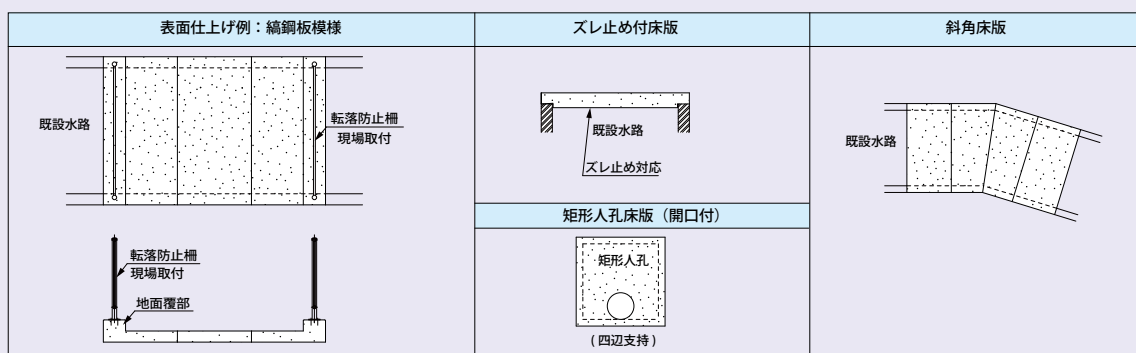 表面仕上げ例：縞鋼板模様
既設水路
転落防止柵
現場取付
転落防止柵
現場取付
地面覆部
ズレ止め付床版
既設水路
ズレ止め対応
矩形人孔床版（開口付）
矩形人孔
( 四辺支持 )
斜角床版
既設水路